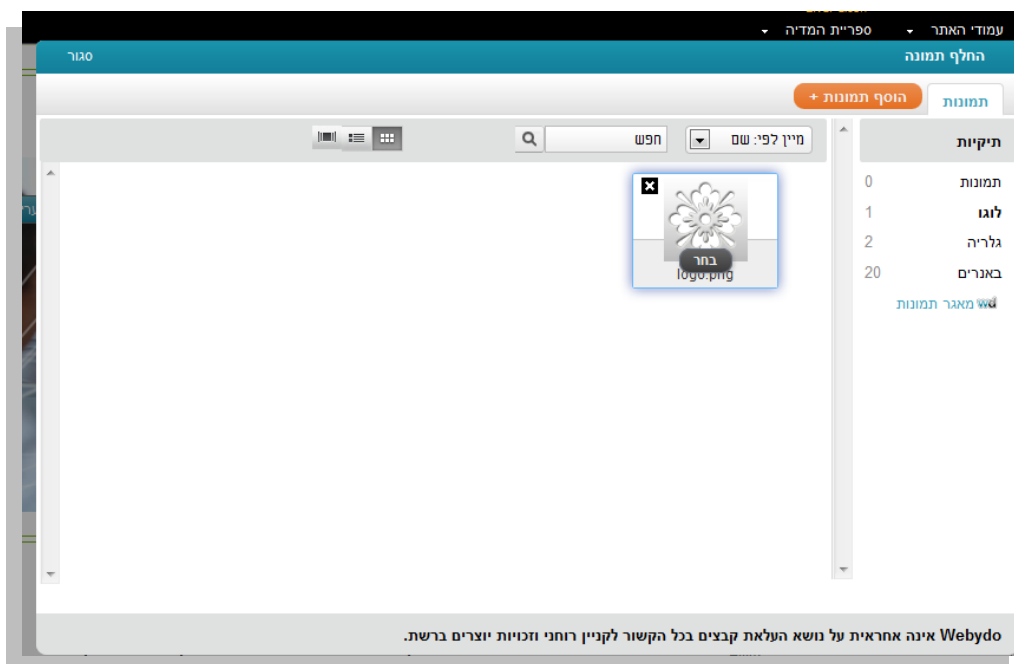 עמודי האתר ספריית המדיה
החלף תמונה סגור
תמונות הוסף תמונות +
תיקיות מיין לפי: שם חפש
תמונות 0
לוגו 1
גלריה 2
באנרים 20
wd מאגר תמונות
בחר
logo.png
Webydo אינה אחראית על נושא העלאת קבצים בכל הקשור לקניין רוחני וזכויות יוצרים ברשת.